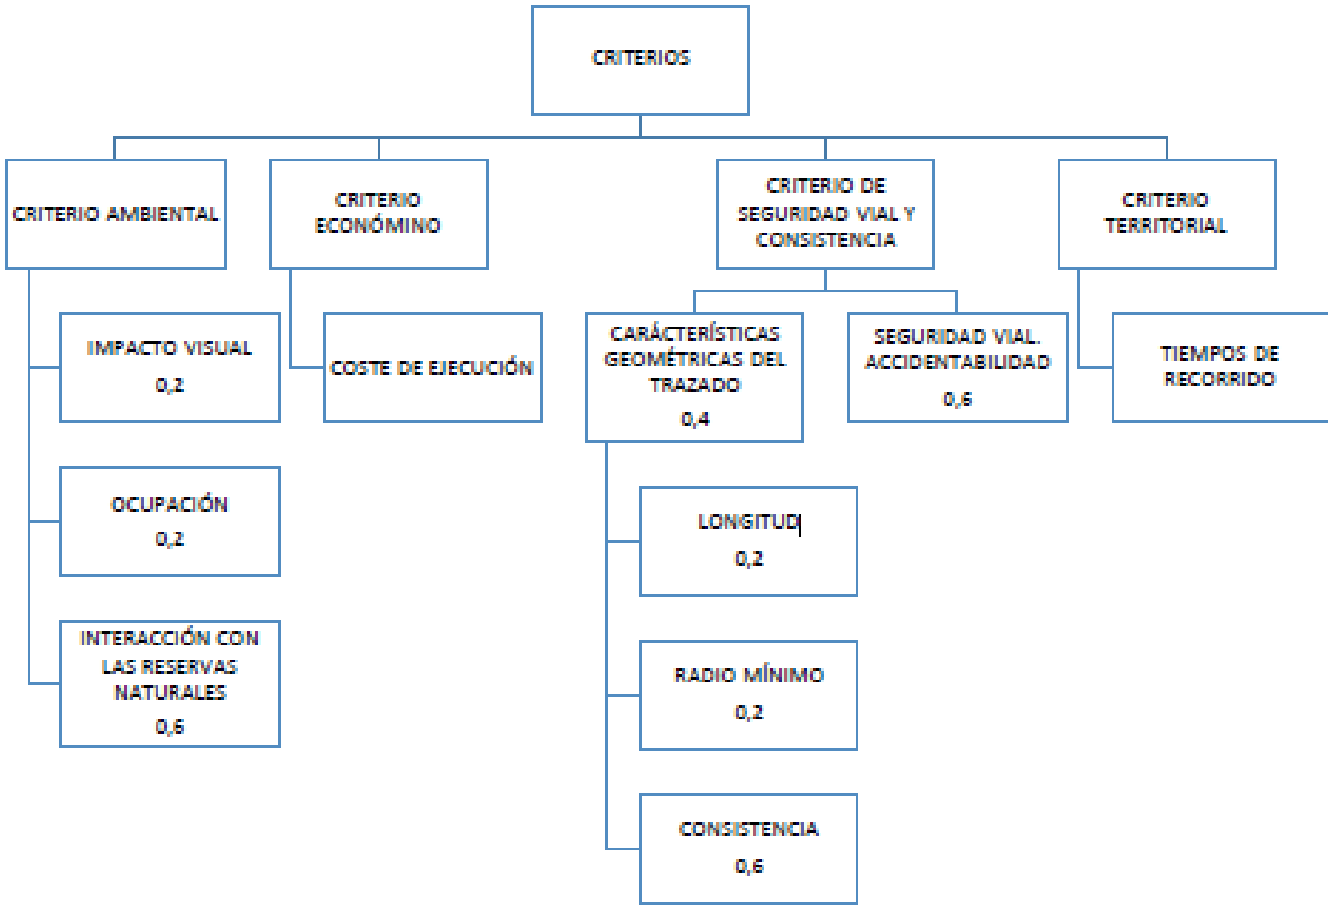 CRITERIOS
CRITERIO AMBIENTAL
CRITERIO
ECONÓMINO
CRITERIO DE
SEGURIDAD VIAL Y
CONSISTENCIA
CRITERIO
TERRITORIAL
IMPACTO VISUAL
0,2
OCUPACIÓN
0,2
INTERACCIÓN CON
LAS RESERVAS
NATURALES
0,6
COSTE DE EJECUCIÓN
CARÁCTERÍSTICAS
GEOMÉTRICAS DEL
TRAZADO
0,4
LONGITUD
0,2
RADIO MÍNIMO
0,2
CONSISTENCIA
0,6
SEGURIDAD VIAL.
ACCIDENTABILIDAD
0,6
TIEMPOS DE
RECORRIDO